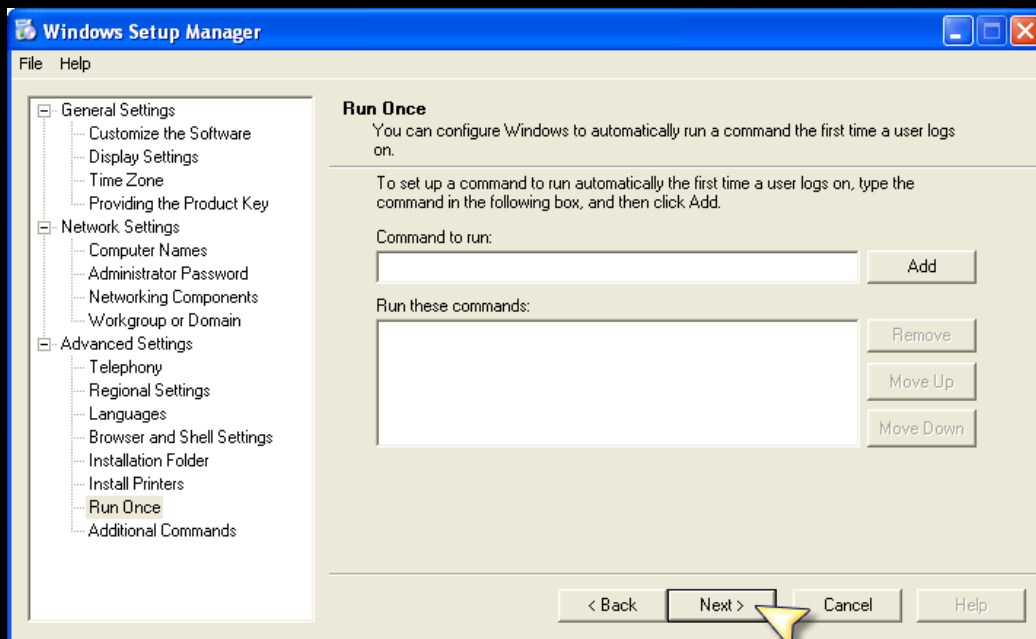 Windows Setup Manager
File Help
General Settings
Customize the Software
Display Settings
Time Zone
Providing the Product Key
Network Settings
Computer Names
Administrator Password
Networking Components
Workgroup or Domain
Advanced Settings
Telephony
Regional Settings
Languages
Browser and Shell Settings
Installation Folder
Install Printers
Run Once
Additional Commands
Run Once
You can configure Windows to automatically run a command the first time a user logs
on.
To set up a command to run automatically the first time a user logs on, type the
command in the following box, and then click Add.
Command to run:
Add
Run these commands:
Remove
Move Up
Move Down
< Back Next > Cancel Help